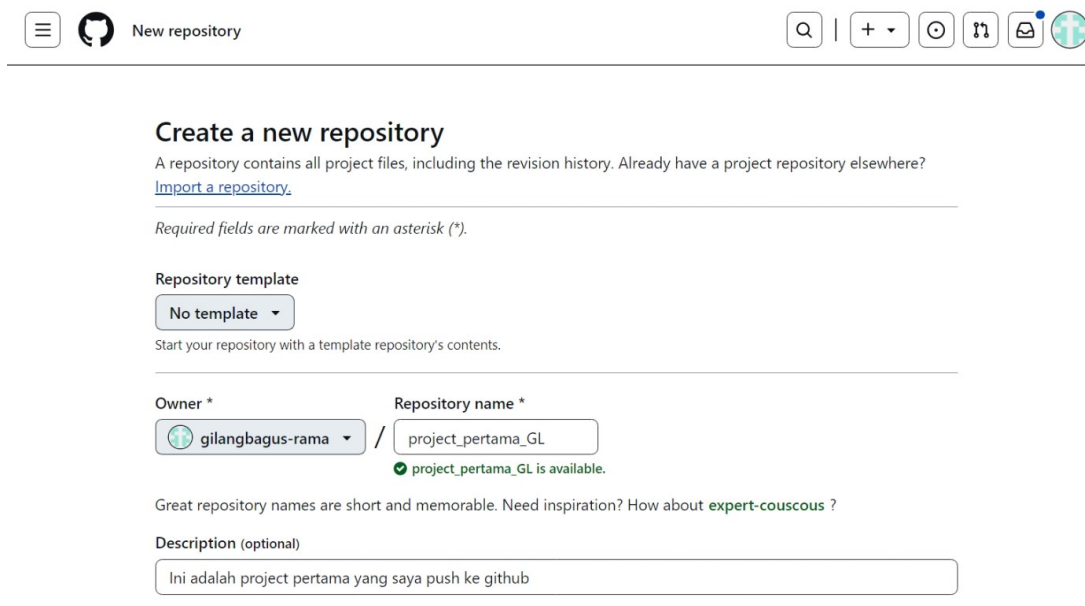 New repository
Create a new repository
A repository contains all project files, including the revision history. Already have a project repository elsewhere?
Import a repository.
Required fields are marked with an asterisk (*).
Repository template
No template
Start your repository with a template repository's contents.
Owner * Repository name *
gilangbagus-rama / project_pertama_GL
project_pertama_GL is available.
Great repository names are short and memorable. Need inspiration? How about expert-couscous ?
Description (optional)
Ini adalah project pertama yang saya push ke github